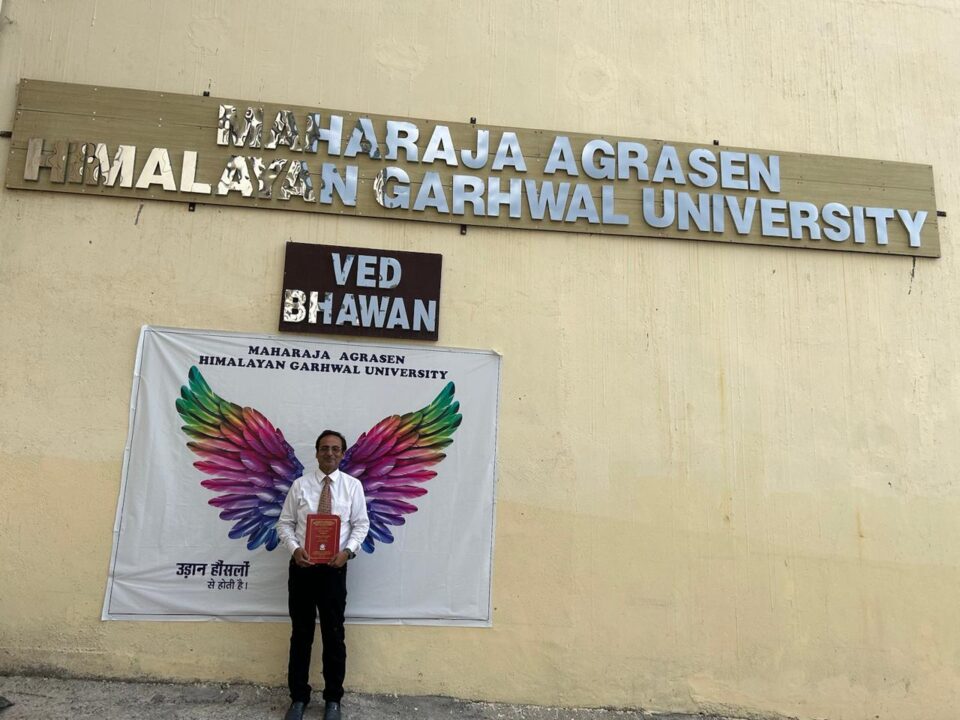 MAHARAJA AGRASEN
HIMALAYAN GARHWAL UNIVERSITY
VED
BHAWAN
MAHARAJA AGRASEN
HIMALAYAN GARHWAL UNIVERSITY
उड़ान हौंसलों
से होती है।